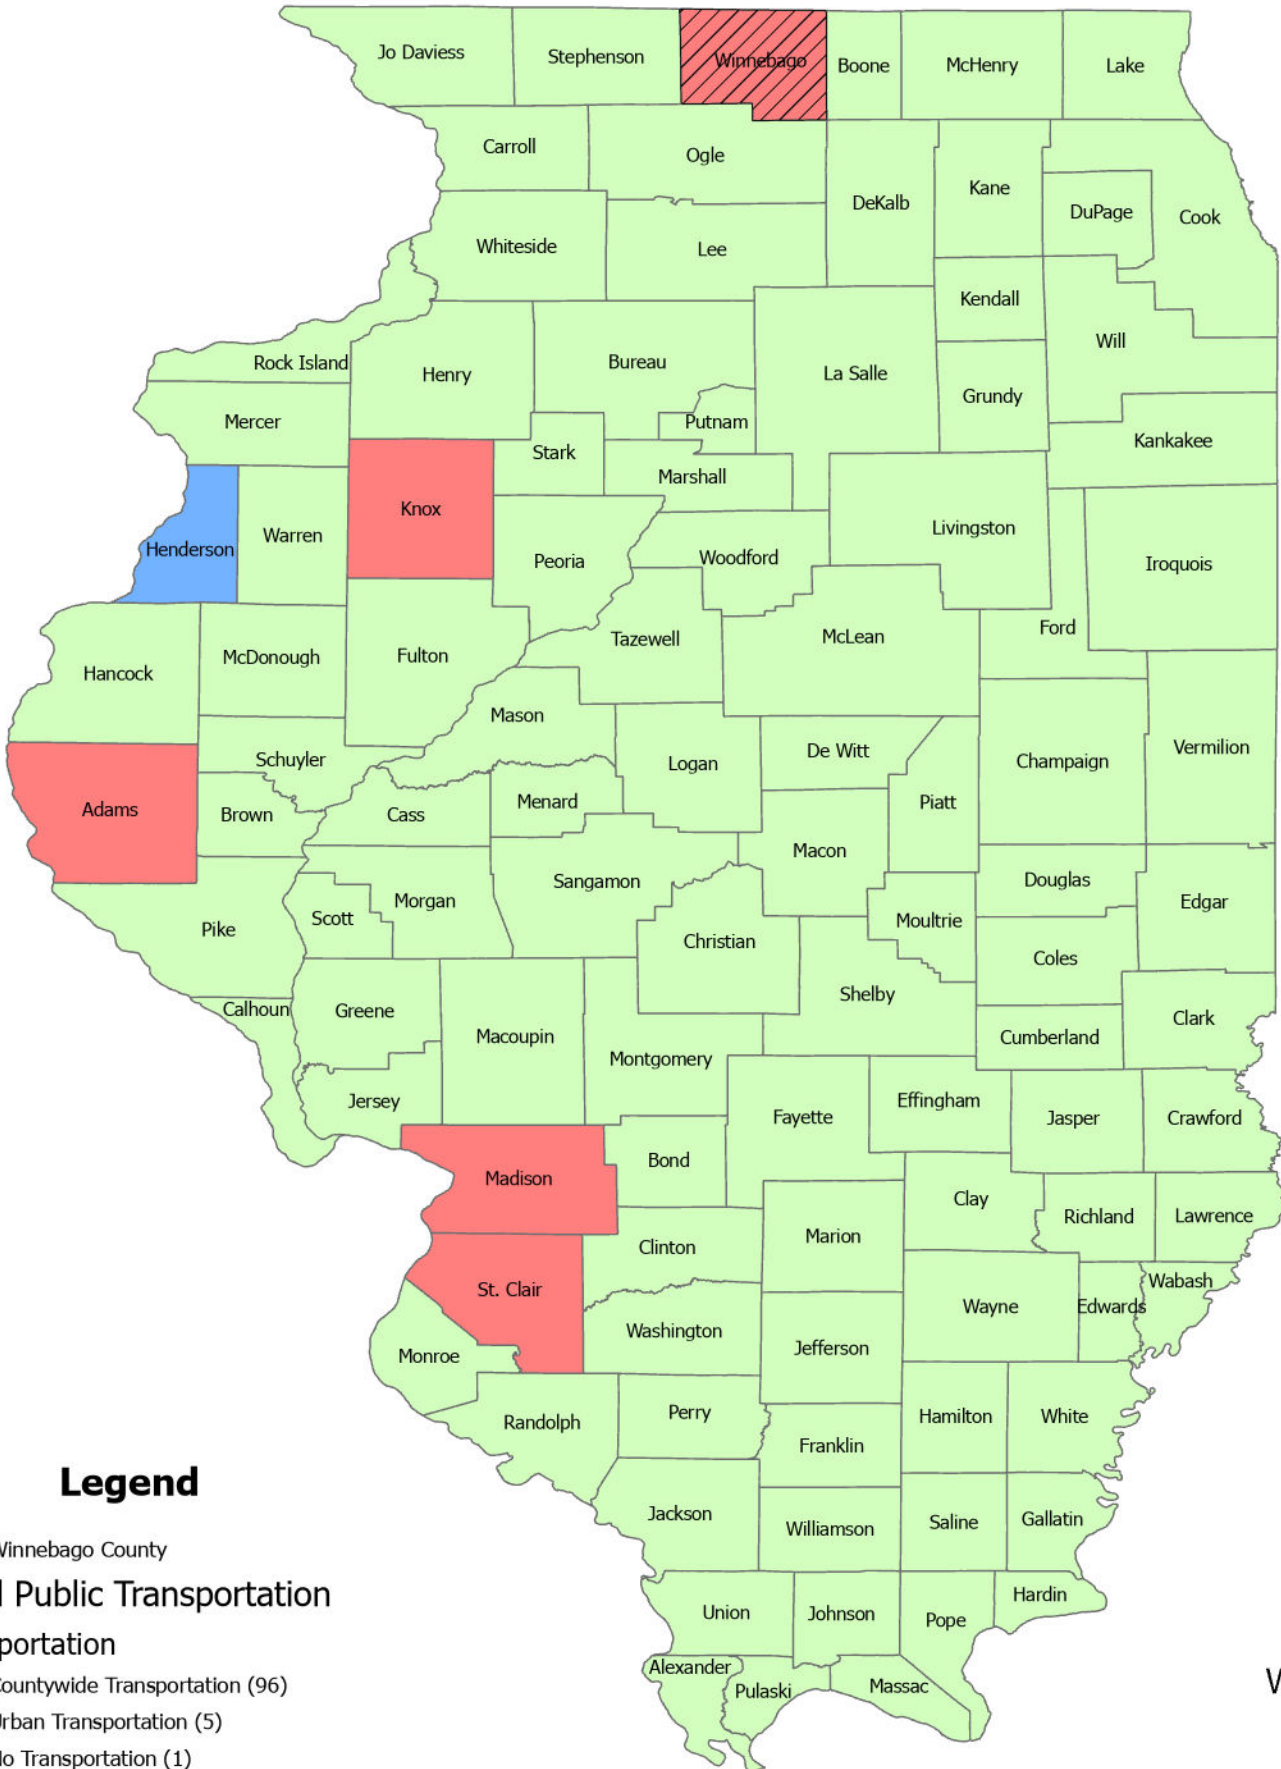 Jo Daviess Stephenson Winnebago Boone McHenry Lake
Carroll Ogle DeKalb Kane DuPage Cook
Whiteside Lee Kendall
Rock Island Henry Bureau La Salle Will
Mercer Putnam Grundy
Stark Marshall Kankakee
Henderson Warren Knox Peoria Woodford Livingston Iroquois
Hancock McDonough Fulton Tazewell McLean Ford
Mason
Schuyler Logan De Witt Champaign Vermilion
Adams Brown Cass Menard Piatt
Macon
Sangamon Douglas
Pike Scott Morgan Christian Moultrie Edgar
Coles
Calhoun Greene Shelby Clark
Macoupin Montgomery Cumberland
Jersey Fayette Effingham Jasper Crawford
Madison Bond
Clay Richland Lawrence
Clinton Marion
St. Clair Wayne Edwards Wabash
Monroe Washington Jefferson
Randolph Perry Franklin Hamilton White
Jackson Williamson Saline Gallatin
Union Johnson Pope Hardin
Alexander Pulaski Massac
Legend
Winnebago County
Public Transportation
portation
Countywide Transportation (96)
Urban Transportation (5)
No Transportation (1)